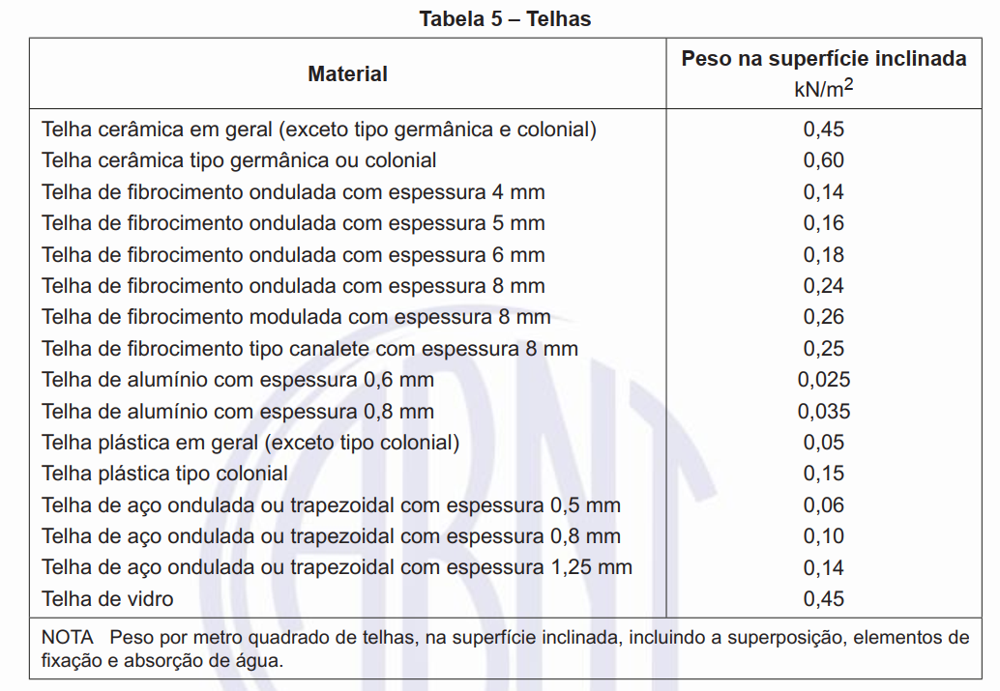 Tabela 5 – Telhas
Material
Peso na superfície inclinada
kN/m²
Telha cerâmica em geral (exceto tipo germânica e colonial) 0,45
Telha cerâmica tipo germânica ou colonial 0,60
Telha de fibrocimento ondulada com espessura 4 mm 0,14
Telha de fibrocimento ondulada com espessura 5 mm 0,16
Telha de fibrocimento ondulada com espessura 6 mm 0,18
Telha de fibrocimento ondulada com espessura 8 mm 0,24
Telha de fibrocimento modulada com espessura 8 mm 0,26
Telha de fibrocimento tipo canalete com espessura 8 mm 0,25
Telha de alumínio com espessura 0,6 mm 0,025
Telha de alumínio com espessura 0,8 mm 0,035
Telha plástica em geral (exceto tipo colonial) 0,05
Telha plástica tipo colonial 0,15
Telha de aço ondulada ou trapezoidal com espessura 0,5 mm 0,06
Telha de aço ondulada ou trapezoidal com espessura 0,8 mm 0,10
Telha de aço ondulada ou trapezoidal com espessura 1,25 mm 0,14
Telha de vidro 0,45
NOTA Peso por metro quadrado de telhas, na superfície inclinada, incluindo a superposição, elementos de
fixação e absorção de água.
ABNT